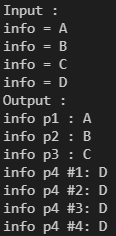 Input :
info = A
info = B
info = C
info = D
Output :
info p1 : A
info p2 : B
info p3 : C
info p4 #1: D
info p4 #2: D
info p4 #3: D
info p4 #4: D